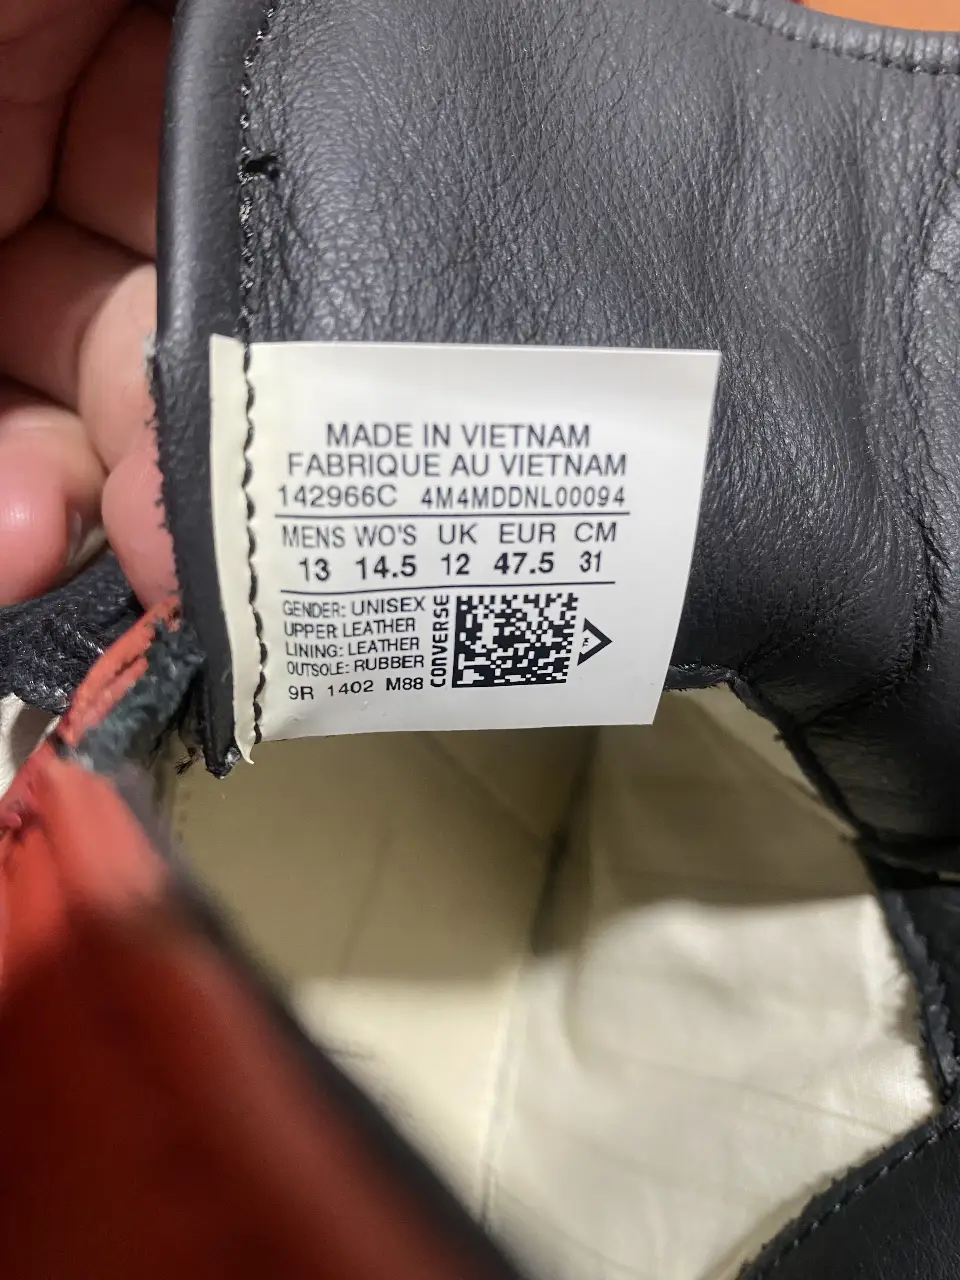 MADE IN VIETNAM
FABRIQUE AU VIETNAM
142966C 4M4MDDNL00094
MENS WO'S UK EUR CM
13 14.5 12 47.5 31
GENDER: UNISEX
UPPER LEATHER
LINING: LEATHER
OUTSOLE: RUBBER
9R 1402 M88
CONVERSE